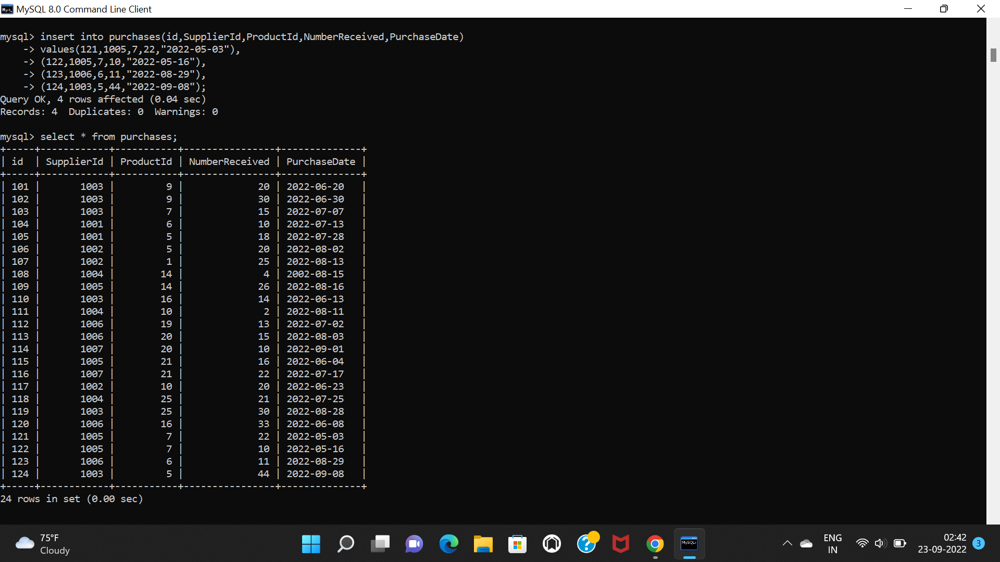 MySQL 8.0 Command Line Client
mysql> insert into purchases(id,SupplierId,ProductId,NumberReceived,PurchaseDate)
    -> values(121,1005,7,22,"2022-05-03"),
    -> (122,1005,7,10,"2022-05-16"),
    -> (123,1006,6,11,"2022-08-29"),
    -> (124,1003,5,44,"2022-09-08");
Query OK, 4 rows affected (0.04 sec)
Records: 4  Duplicates: 0  Warnings: 0
mysql> select * from purchases;
+-----+------------+-----------+----------------+--------------+
| id  | SupplierId | ProductId | NumberReceived | PurchaseDate |
+-----+------------+-----------+----------------+--------------+
| 101 |       1003 |         9 |             20 | 2022-06-20   |
| 102 |       1003 |         9 |             30 | 2022-06-30   |
| 103 |       1003 |         7 |             15 | 2022-07-07   |
| 104 |       1001 |         6 |             10 | 2022-07-13   |
| 105 |       1001 |         5 |             18 | 2022-07-28   |
| 106 |       1002 |         5 |             20 | 2022-08-02   |
| 107 |       1002 |         1 |             25 | 2022-08-13   |
| 108 |       1004 |        14 |              4 | 2002-08-15   |
| 109 |       1005 |        14 |             26 | 2022-08-16   |
| 110 |       1003 |        16 |             14 | 2022-06-13   |
| 111 |       1004 |        10 |              2 | 2022-08-11   |
| 112 |       1006 |        19 |             13 | 2022-07-02   |
| 113 |       1006 |        20 |             15 | 2022-08-03   |
| 114 |       1007 |        20 |             10 | 2022-09-01   |
| 115 |       1005 |        21 |             16 | 2022-06-04   |
| 116 |       1007 |        21 |             22 | 2022-07-17   |
| 117 |       1002 |        10 |             20 | 2022-06-23   |
| 118 |       1004 |        25 |             21 | 2022-07-25   |
| 119 |       1003 |        25 |             30 | 2022-08-28   |
| 120 |       1006 |        16 |             33 | 2022-06-08   |
| 121 |       1005 |         7 |             22 | 2022-05-03   |
| 122 |       1005 |         7 |             10 | 2022-05-16   |
| 123 |       1006 |         6 |             11 | 2022-08-29   |
| 124 |       1003 |         5 |             44 | 2022-09-08   |
+-----+------------+-----------+----------------+--------------+
24 rows in set (0.00 sec)
75°F
Cloudy
MySQL>
ENG
IN
02:42
23-09-2022
3